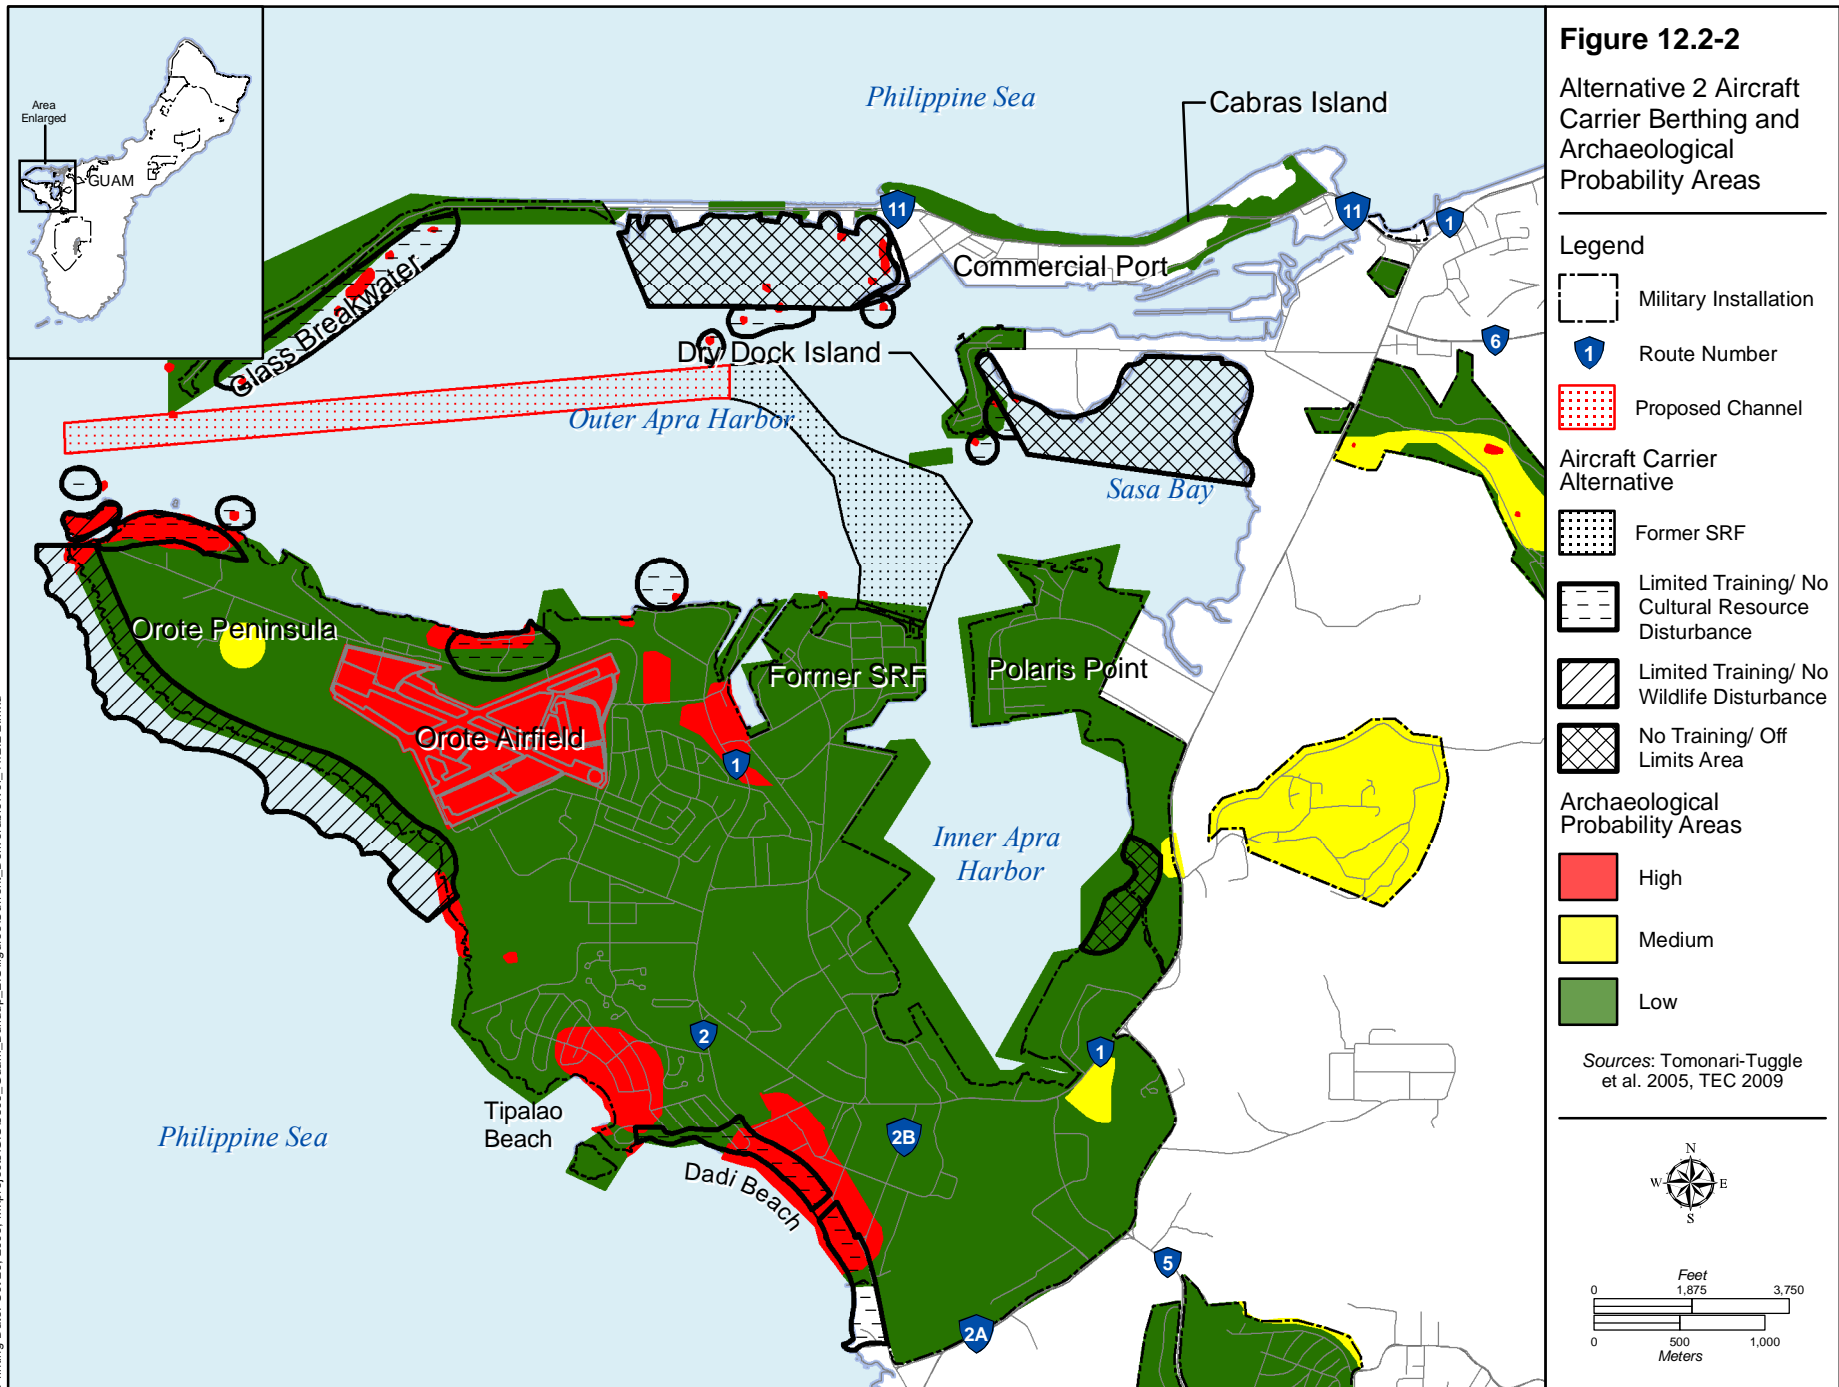 Figure 12.2-2
Alternative 2 Aircraft
Carrier Berthing and
Archaeological
Probability Areas
Legend
Military Installation
1
Route Number
Proposed Channel
Aircraft Carrier
Alternative
Former SRF
Limited Training/ No
Cultural Resource
Disturbance
Limited Training/ No
Wildlife Disturbance
No Training/ Off
Limits Area
Archaeological
Probability Areas
High
Medium
Low
Sources: Tomonari-Tuggle
et al. 2005, TEC 2009
N
W E
S
Feet
0 1,875 3,750
0 500 1,000
Meters
Area
Enlarged
GUAM
Philippine Sea
Cabras Island
11
11
1
Commercial Port
Glass Breakwater
Dry Dock Island
6
Outer Apra Harbor
Sasa Bay
Orote Peninsula
Former SRF
Polaris Point
Orote Airfield
1
Inner Apra
Harbor
2
1
Tipalao
Beach
Philippine Sea
2B
Dadi Beach
5
2A